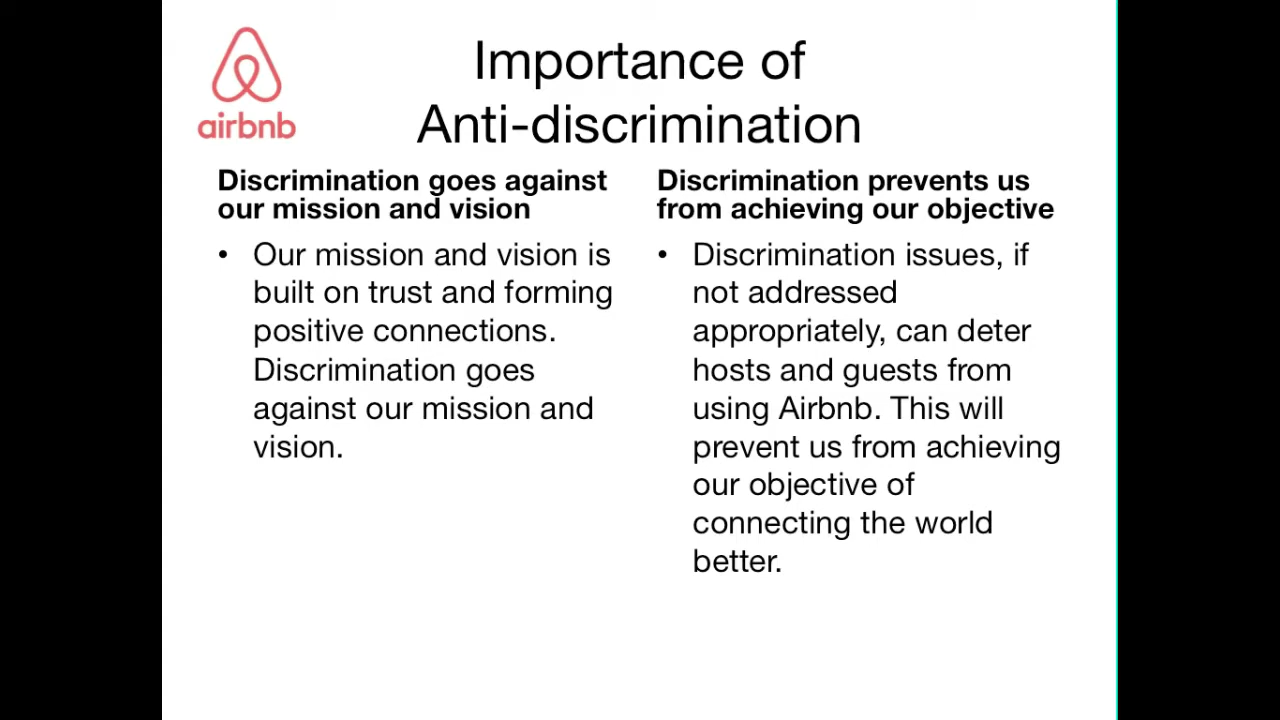 airbnb
Importance of
Anti-discrimination
Discrimination goes against
our mission and vision
• Our mission and vision is
built on trust and forming
positive connections.
Discrimination goes
against our mission and
vision.
Discrimination prevents us
from achieving our objective
• Discrimination issues, if
not addressed
appropriately, can deter
hosts and guests from
using Airbnb. This will
prevent us from achieving
our objective of
connecting the world
better.